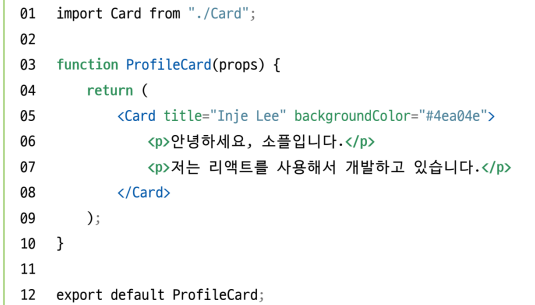 01 import Card from "./Card";
02
03 function ProfileCard(props) {
04     return (
05         <Card title="Inje Lee" backgroundColor="#4ea04e">
06             <p>안녕하세요, 소플입니다.</p>
07             <p>저는 리액트를 사용해서 개발하고 있습니다.</p>
08         </Card>
09     );
10 }
11
12 export default ProfileCard;